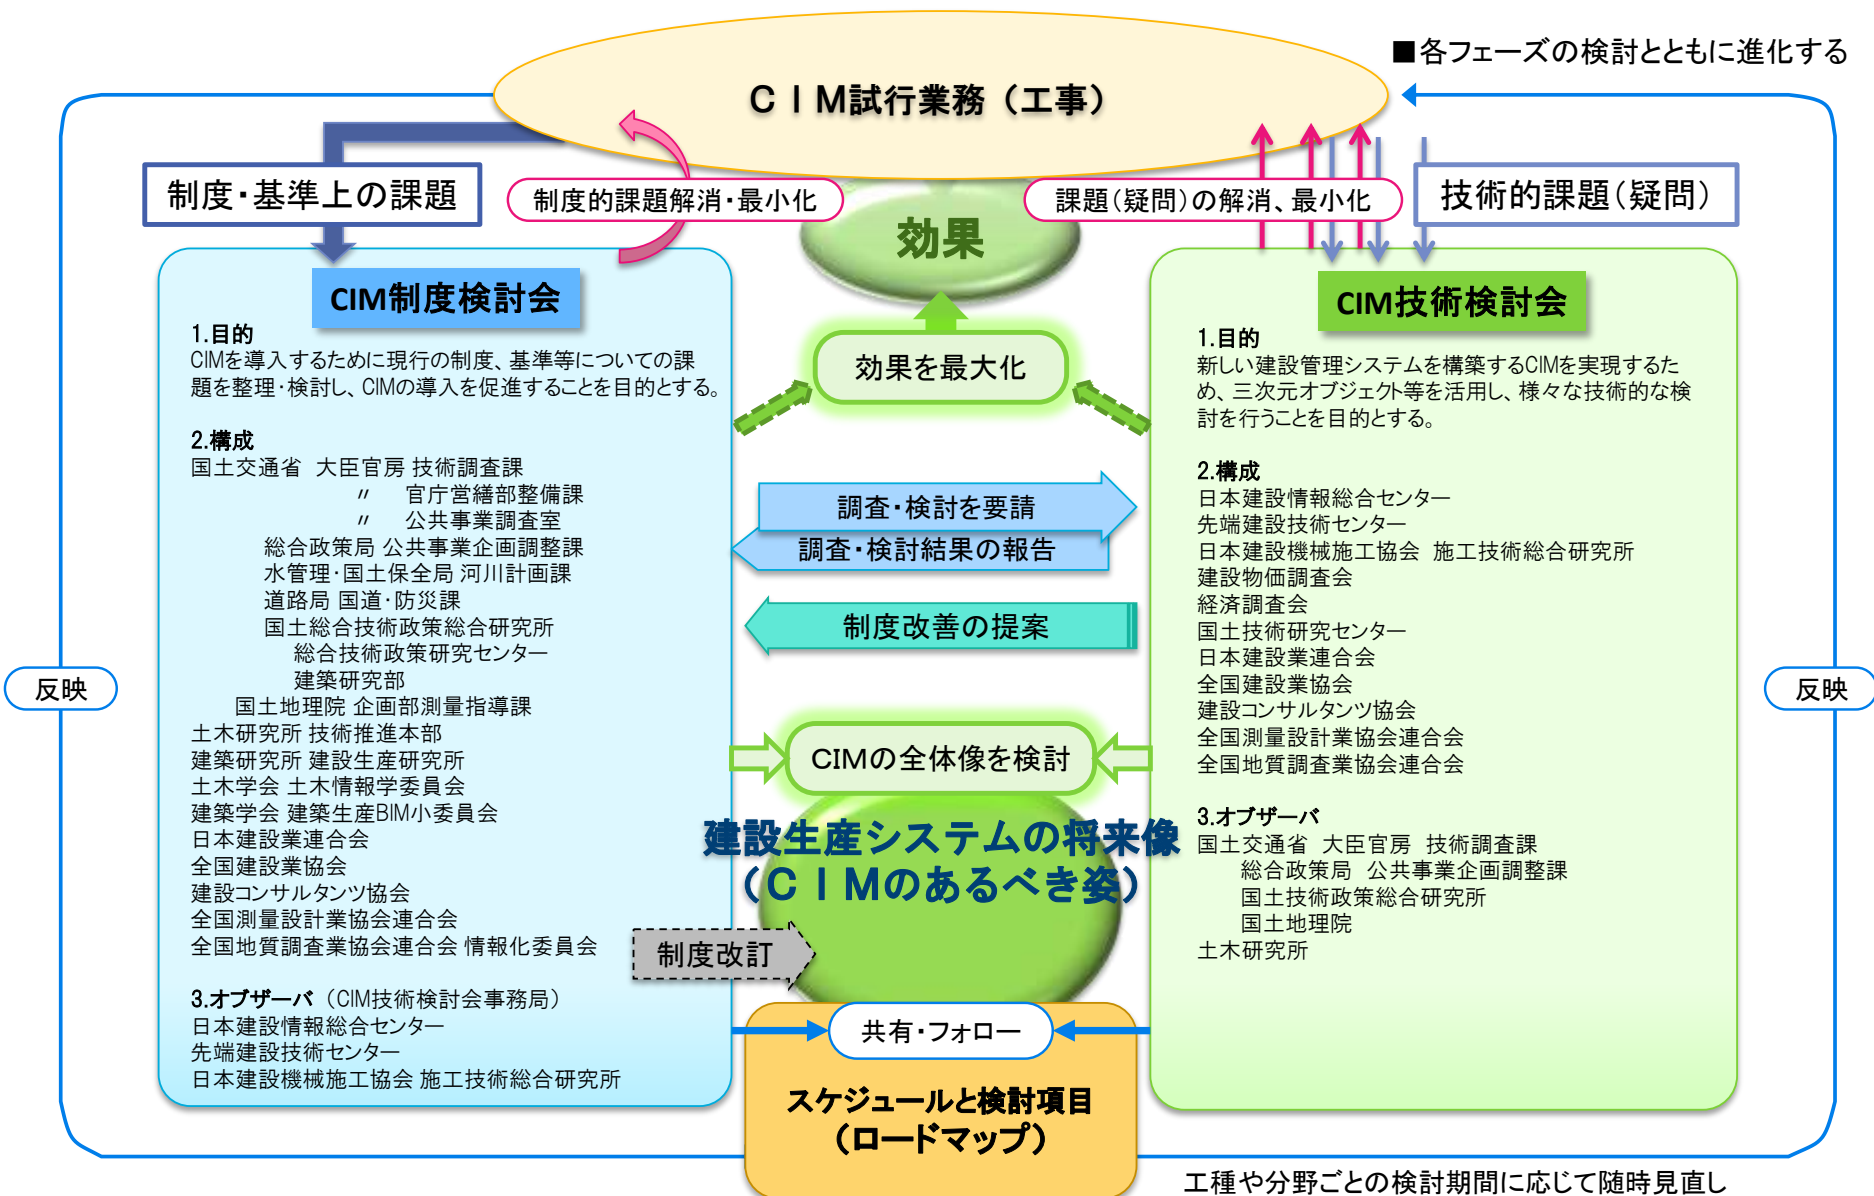 ■各フェーズの検討とともに進化する
ＣＩＭ試行業務（工事）
制度・基準上の課題
制度的課題解消・最小化
課題（疑問）の解消、最小化
技術的課題（疑問）
効果
効果を最大化
CIM制度検討会
1.目的
CIMを導入するために現行の制度、基準等についての課
題を整理・検討し、CIMの導入を促進することを目的とする。
2.構成
国土交通省　大臣官房 技術調査課
〃　官庁営繕部整備課
〃　公共事業調査室
総合政策局 公共事業企画調整課
水管理・国土保全局 河川計画課
道路局 国道・防災課
国土総合技術政策総合研究所
総合技術政策研究センター
建築研究部
国土地理院 企画部測量指導課
土木研究所 技術推進本部
建築研究所 建設生産研究所
土木学会 土木情報学委員会
建築学会 建築生産BIM小委員会
日本建設業連合会
全国建設業協会
建設コンサルタンツ協会
全国測量設計業協会連合会
全国地質調査業協会連合会 情報化委員会
3.オブザーバ（CIM技術検討会事務局）
日本建設情報総合センター
先端建設技術センター
日本建設機械施工協会 施工技術総合研究所
調査・検討を要請
調査・検討結果の報告
制度改善の提案
CIMの全体像を検討
建設生産システムの将来像
（ＣＩＭのあるべき姿）
制度改訂
共有・フォロー
スケジュールと検討項目
（ロードマップ）
CIM技術検討会
1.目的
新しい建設管理システムを構築するCIMを実現するた
め、三次元オブジェクト等を活用し、様々な技術的な検
討を行うことを目的とする。
2.構成
日本建設情報総合センター
先端建設技術センター
日本建設機械施工協会　施工技術総合研究所
建設物価調査会
経済調査会
国土技術研究センター
日本建設業連合会
全国建設業協会
建設コンサルタンツ協会
全国測量設計業協会連合会
全国地質調査業協会連合会
3.オブザーバ
国土交通省　大臣官房　技術調査課
総合政策局　公共事業企画調整課
国土技術政策総合研究所
国土地理院
土木研究所
反映
反映
工種や分野ごとの検討期間に応じて随時見直し